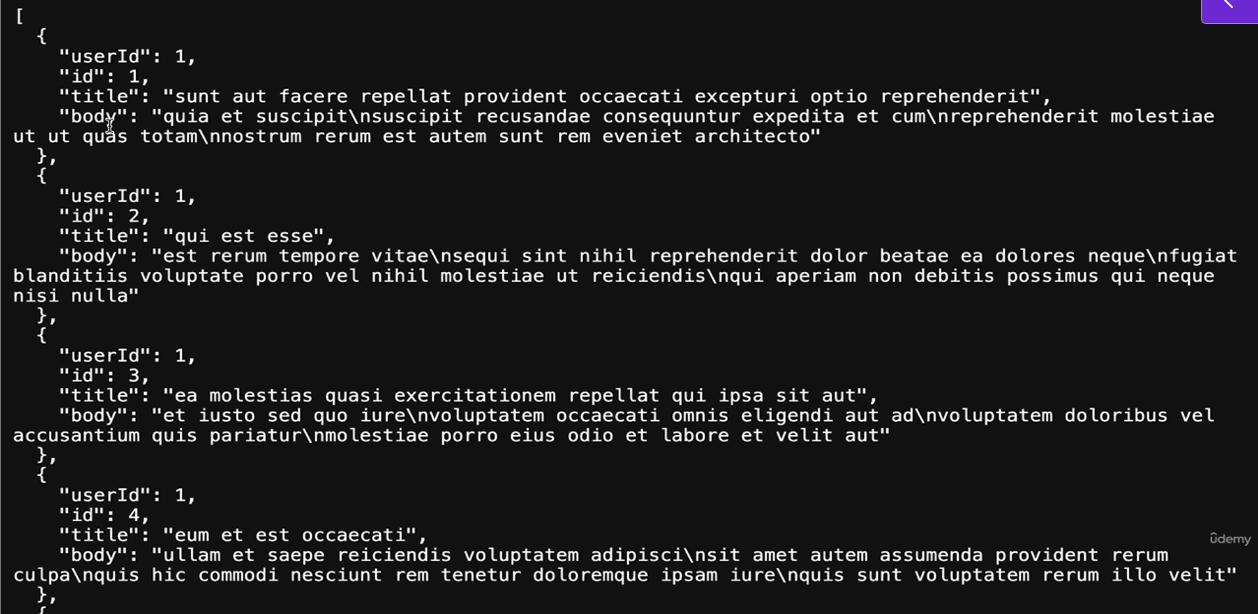 [
  {
    "userId": 1,
    "id": 1,
    "title": "sunt aut facere repellat provident occaecati excepturi optio reprehenderit",
    "body": "quia et suscipit\nsuscipit recusandae consequuntur expedita et cum\nreprehenderit molestiae
ut ut quas totam\nnostrum rerum est autem sunt rem eveniet architecto"
  },
  {
    "userId": 1,
    "id": 2,
    "title": "qui est esse",
    "body": "est rerum tempore vitae\nsequi sint nihil reprehenderit dolor beatae ea dolores neque\nfugiat
blanditiis voluptate porro vel nihil molestiae ut reiciendis\nqui aperiam non debitis possimus qui neque
nisi nulla"
  },
  {
    "userId": 1,
    "id": 3,
    "title": "ea molestias quasi exercitationem repellat qui ipsa sit aut",
    "body": "et iusto sed quo iure\nvoluptatem occaecati omnis eligendi aut ad\nvoluptatem doloribus vel
accusantium quis pariatur\nmolestiae porro eius odio et labore et velit aut"
  },
  {
    "userId": 1,
    "id": 4,
    "title": "eum et est occaecati",
    "body": "ullam et saepe reiciendis voluptatem adipisci\nsit amet autem assumenda provident rerum
culpa\nquis hic commodi nesciunt rem tenetur doloremque ipsam iure\nquis sunt voluptatem rerum illo velit"
  },
  {
ûdemy